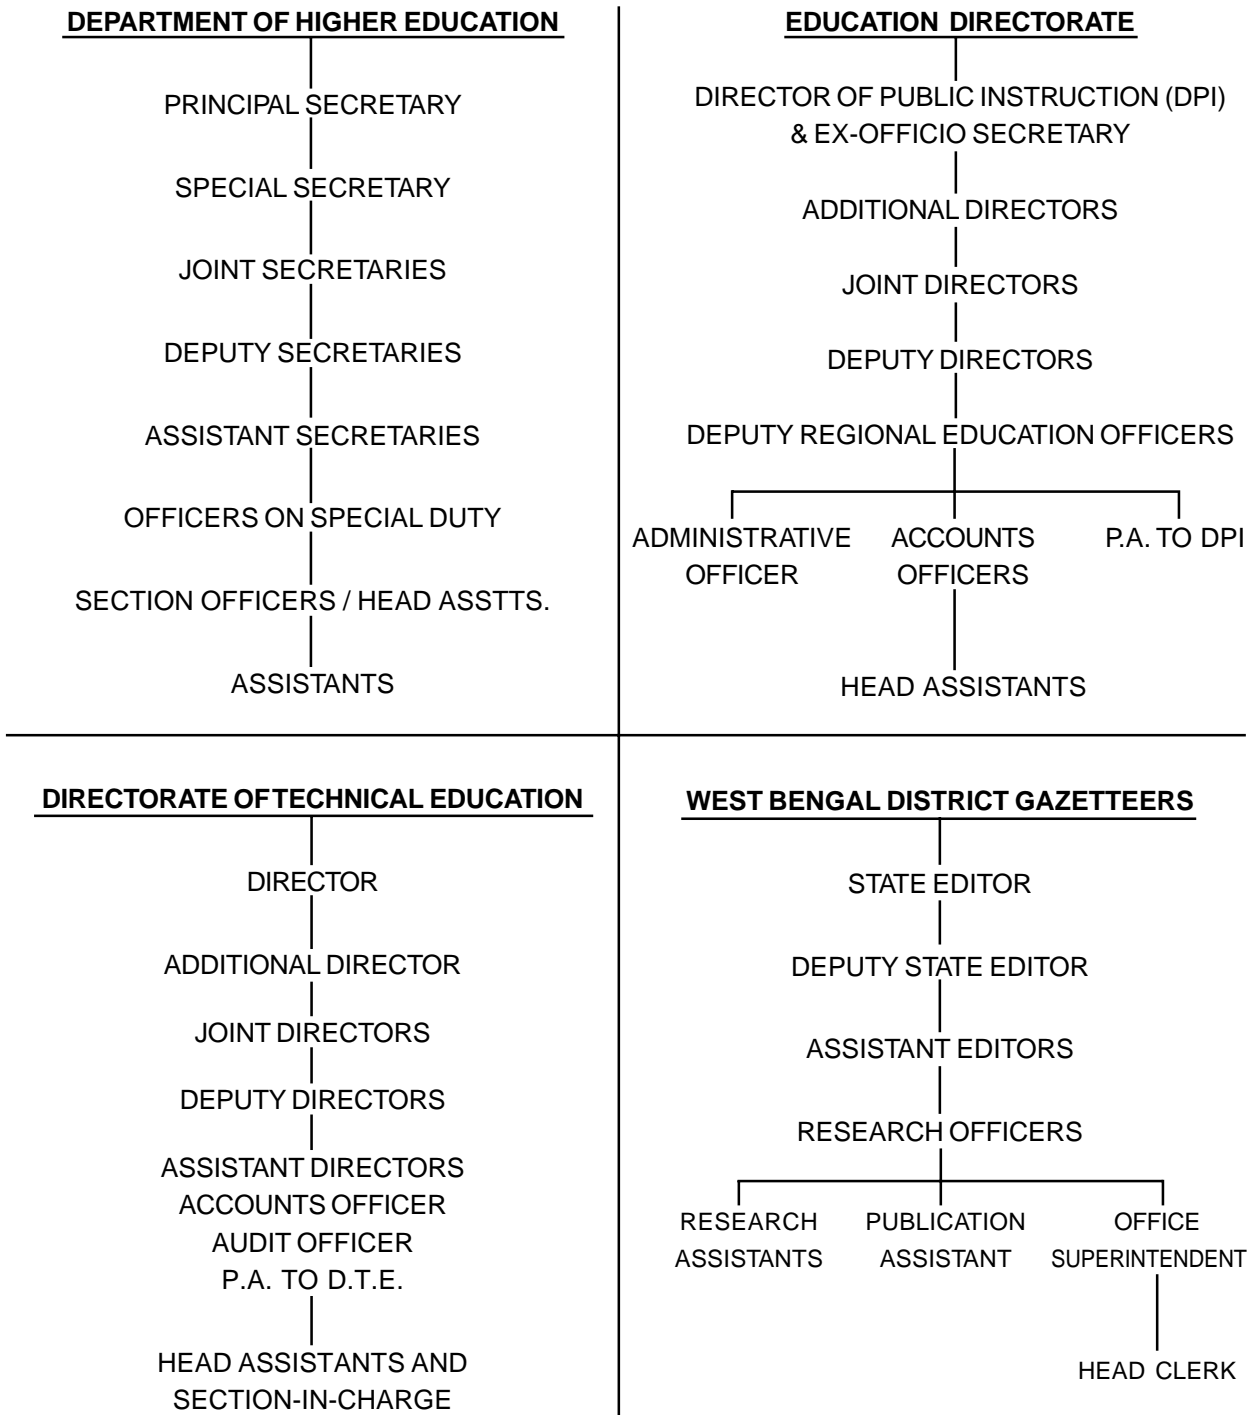 DEPARTMENT OF HIGHER EDUCATION
PRINCIPAL SECRETARY
SPECIAL SECRETARY
JOINT SECRETARIES
DEPUTY SECRETARIES
ASSISTANT SECRETARIES
OFFICERS ON SPECIAL DUTY
SECTION OFFICERS / HEAD ASSTTS.
ASSISTANTS
EDUCATION DIRECTORATE
DIRECTOR OF PUBLIC INSTRUCTION (DPI)
& EX-OFFICIO SECRETARY
ADDITIONAL DIRECTORS
JOINT DIRECTORS
DEPUTY DIRECTORS
DEPUTY REGIONAL EDUCATION OFFICERS
ADMINISTRATIVE
OFFICER
ACCOUNTS
OFFICERS
P.A. TO DPI
HEAD ASSISTANTS
DIRECTORATE OF TECHNICAL EDUCATION
DIRECTOR
ADDITIONAL DIRECTOR
JOINT DIRECTORS
DEPUTY DIRECTORS
ASSISTANT DIRECTORS
ACCOUNTS OFFICER
AUDIT OFFICER
P.A. TO D.T.E.
HEAD ASSISTANTS AND
SECTION-IN-CHARGE
WEST BENGAL DISTRICT GAZETTEERS
STATE EDITOR
DEPUTY STATE EDITOR
ASSISTANT EDITORS
RESEARCH OFFICERS
RESEARCH
ASSISTANTS
PUBLICATION
ASSISTANT
OFFICE
SUPERINTENDENT
HEAD CLERK